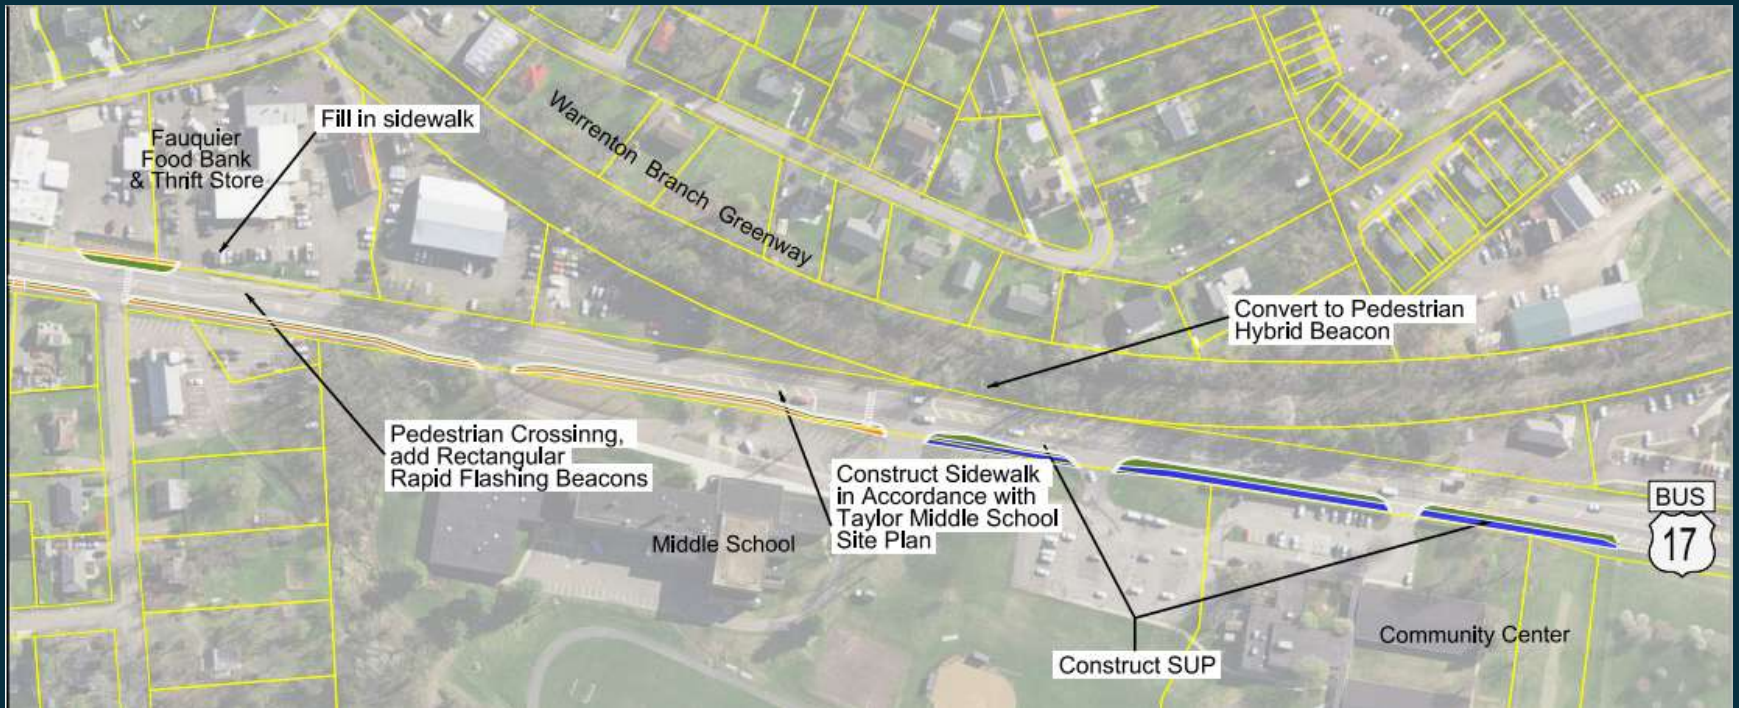 Fill in sidewalk
Fauquier
Food Bank
& Thrift Store
Warrenton Branch Greenway
Convert to Pedestrian
Hybrid Beacon
Pedestrian Crossinng,
add Rectangular
Rapid Flashing Beacons
Construct Sidewalk
in Accordance with
Taylor Middle School
Site Plan
Middle School
BUS
17
Community Center
Construct SUP